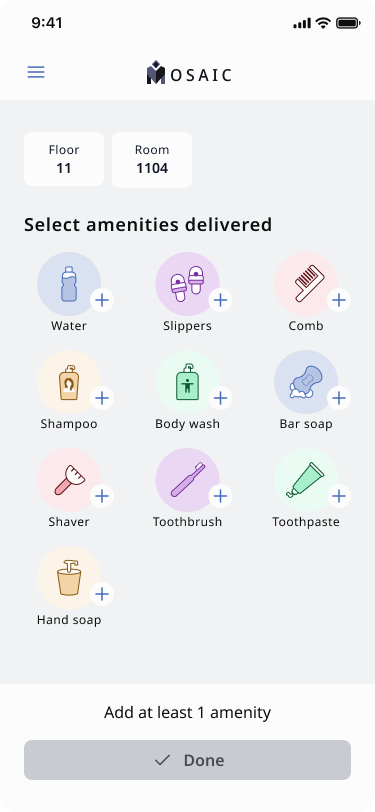 9:41
MOSAIC
Floor
11
Room
1104
Select amenities delivered
Water
Slippers
Comb
Shampoo
Body wash
Bar soap
Shaver
Toothbrush
Toothpaste
Hand soap
Add at least 1 amenity
Done